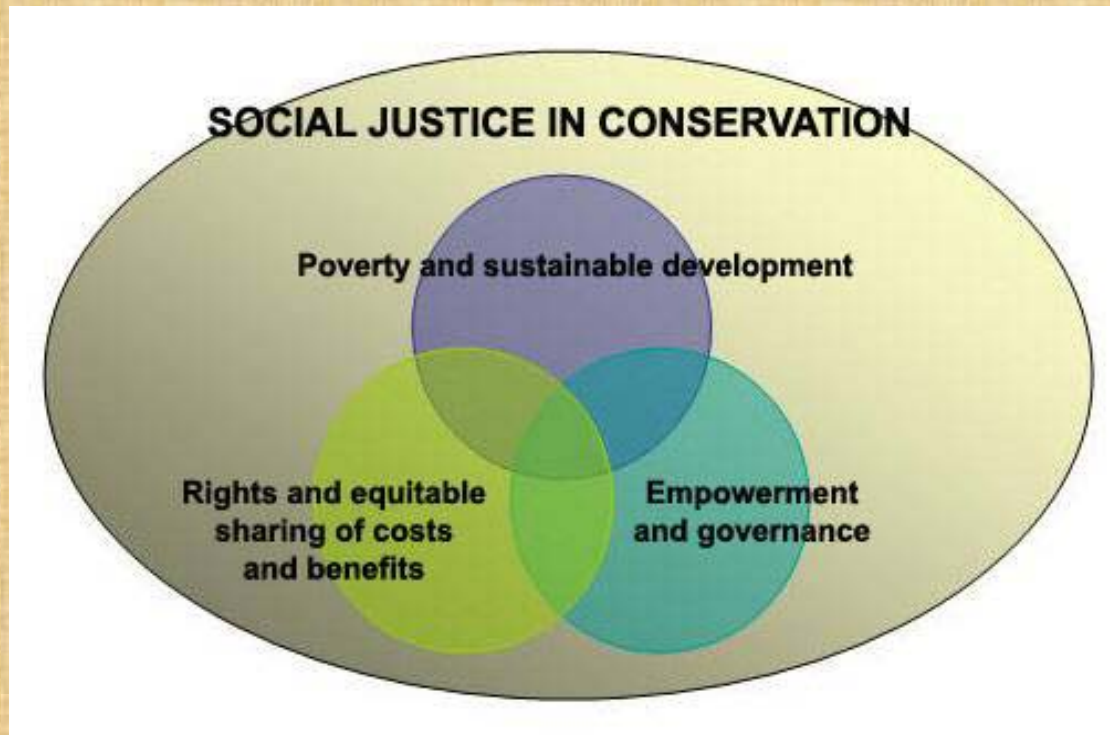 SOCIAL JUSTICE IN CONSERVATION
Poverty and sustainable development
Rights and equitable
sharing of costs
and benefits
Empowerment
and governance